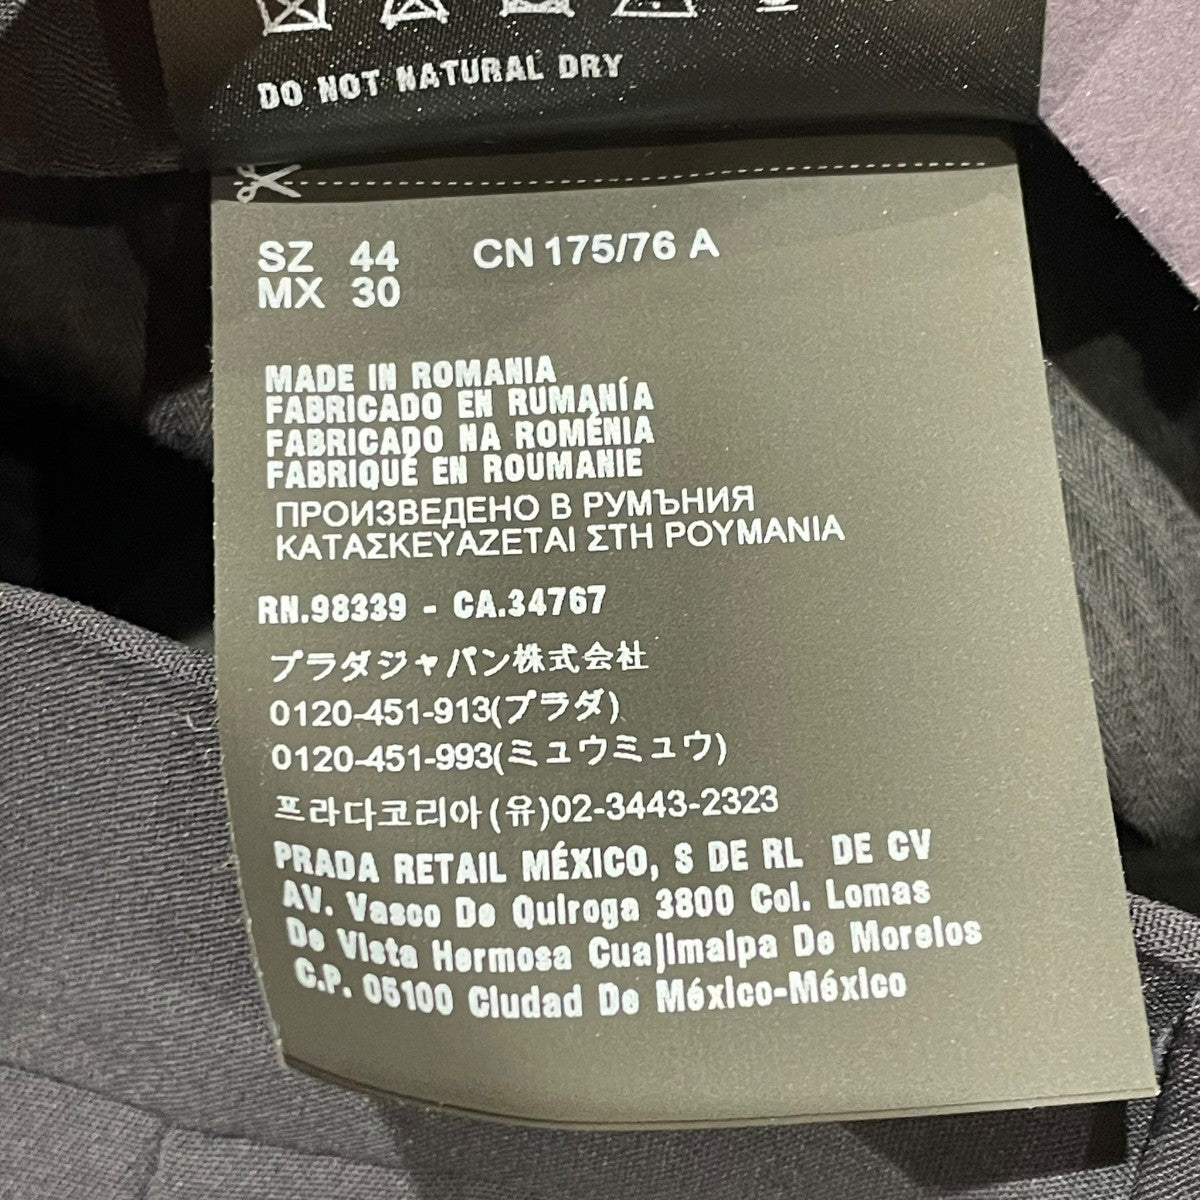 DO NOT NATURAL DRY
SZ 44 CN 175/76 A
MX 30
MADE IN ROMANIA
FABRICADO EN RUMANÍA
FABRICADO NA ROMÉNIA
FABRIQUÉ EN ROUMANIE
ПРОИЗВЕДЕНО В РУМЪНИЯ
ΚΑΤΑΣΚΕΥΑΖΕΤΑΙ ΣΤΗ ΡΟΥΜΑΝΙΑ
RN.98339 - CA.34767
プラダジャパン株式会社
0120-451-913(プラダ)
0120-451-993(ミュウミュウ)
프라다코리아(유)02-3443-2323
PRADA RETAIL MÉXICO, S DE RL DE CV
AV. Vasco De Quiroga 3800 Col. Lomas
De Vista Hermosa Cuajimalpa De Morelos
C.P. 05100 Ciudad De México-México